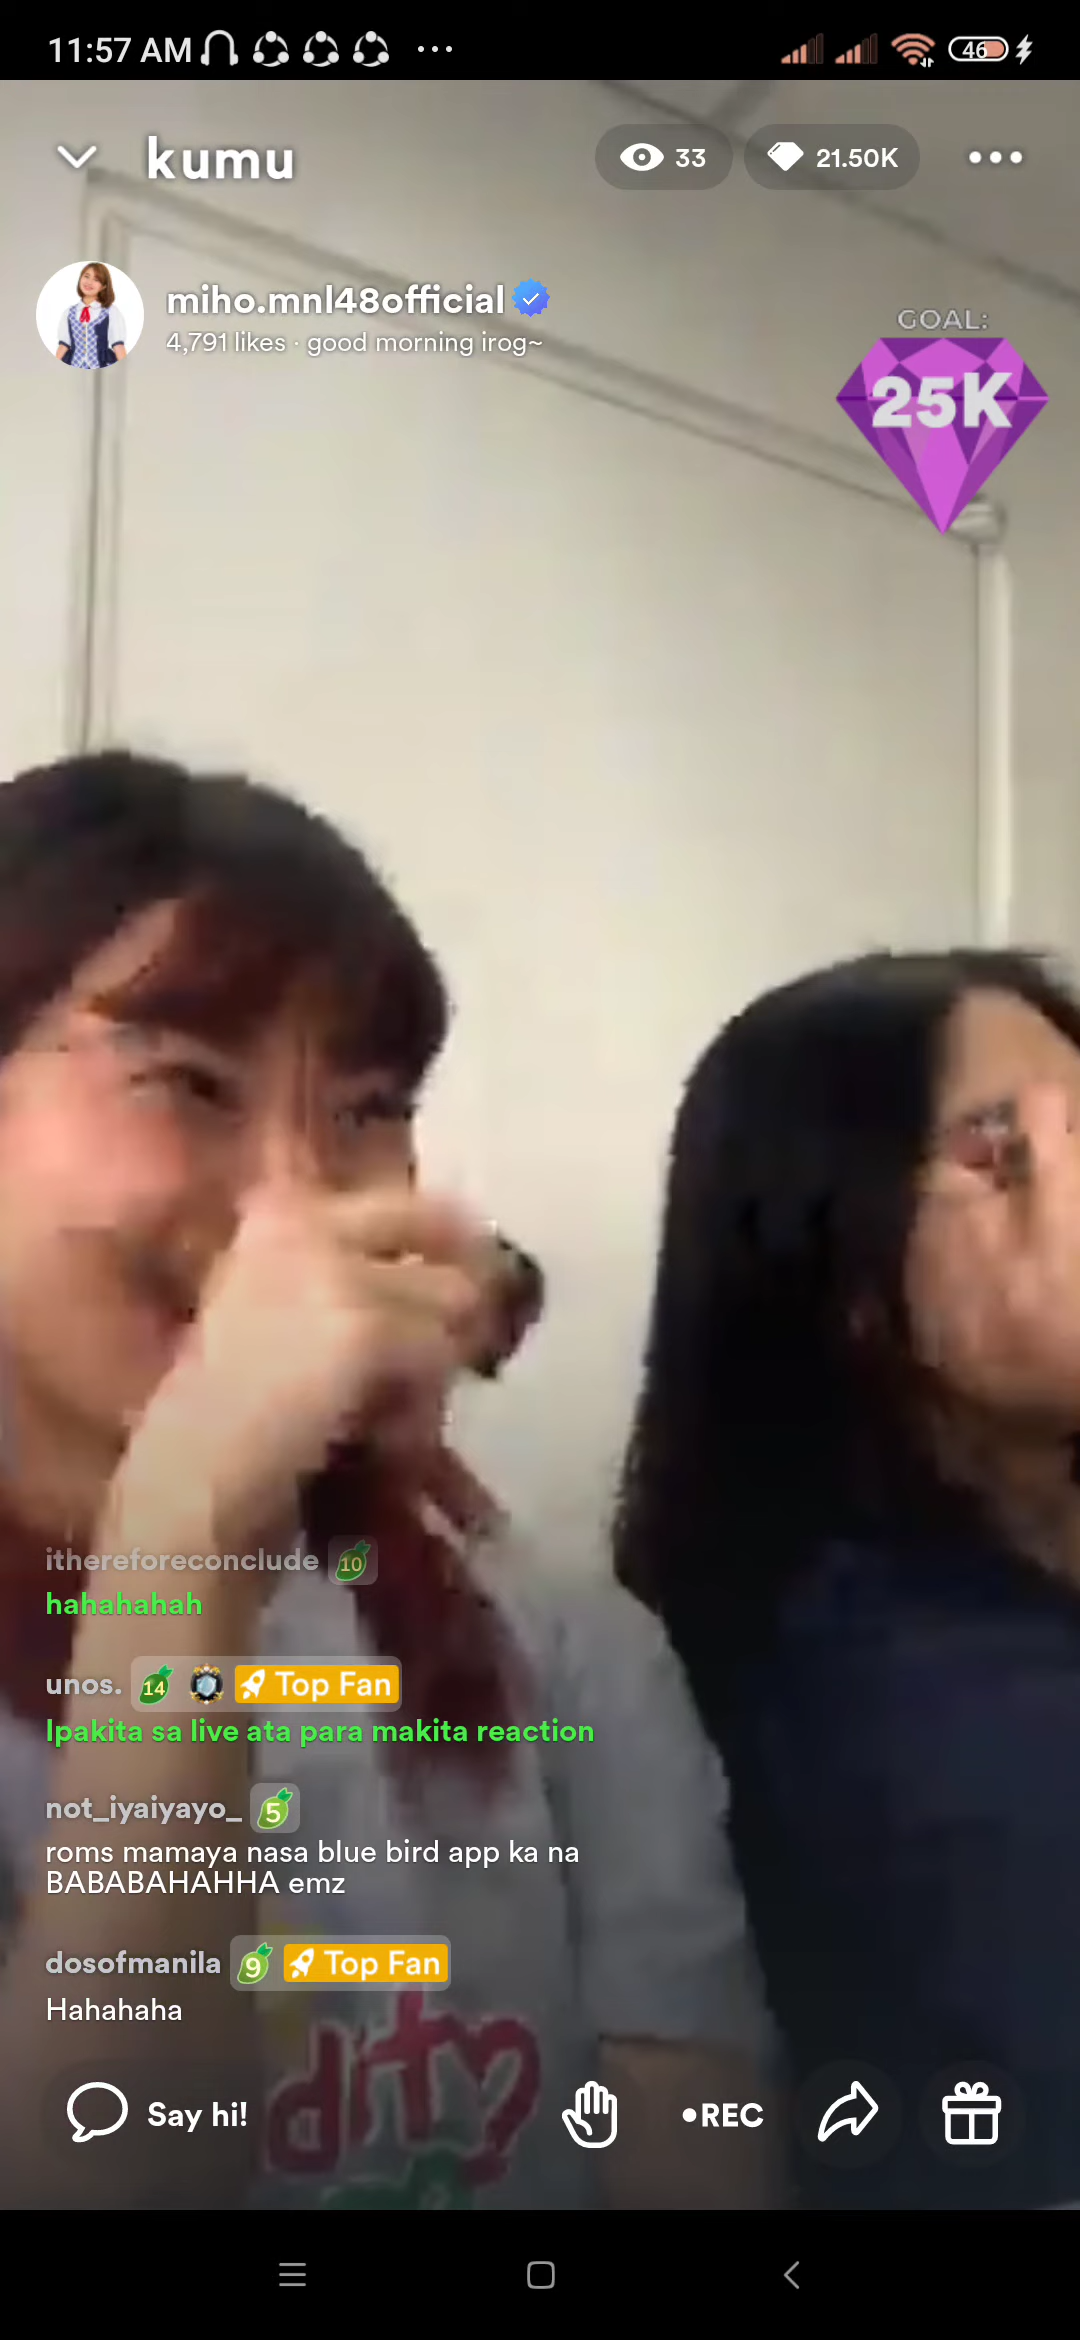 11:57 AM
46
kumu
33
21.50K
miho.mnl48official
4,791 likes · good morning irog~
GOAL:
25K
ithereforeconclude 10
hahahahah
unos. 14 Top Fan
Ipakita sa live ata para makita reaction
not_iyaiyayo_ 5
roms mamaya nasa blue bird app ka na
BABABAHAHHA emz
dosofmanila 9 Top Fan
Hahahaha
dity
Say hi!
•REC